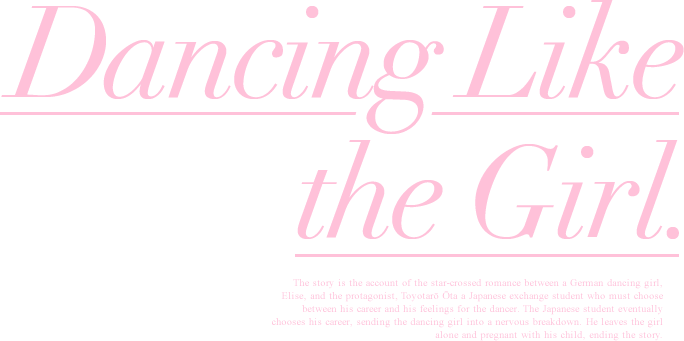 Dancing Like
the Girl.
The story is the account of the star-crossed romance between a German dancing girl,
Elise, and the protagonist, Toyotarō Ōta a Japanese exchange student who must choose
between his career and his feelings for the dancer. The Japanese student eventually
chooses his career, sending the dancing girl into a nervous breakdown. He leaves the girl
alone and pregnant with his child, ending the story.